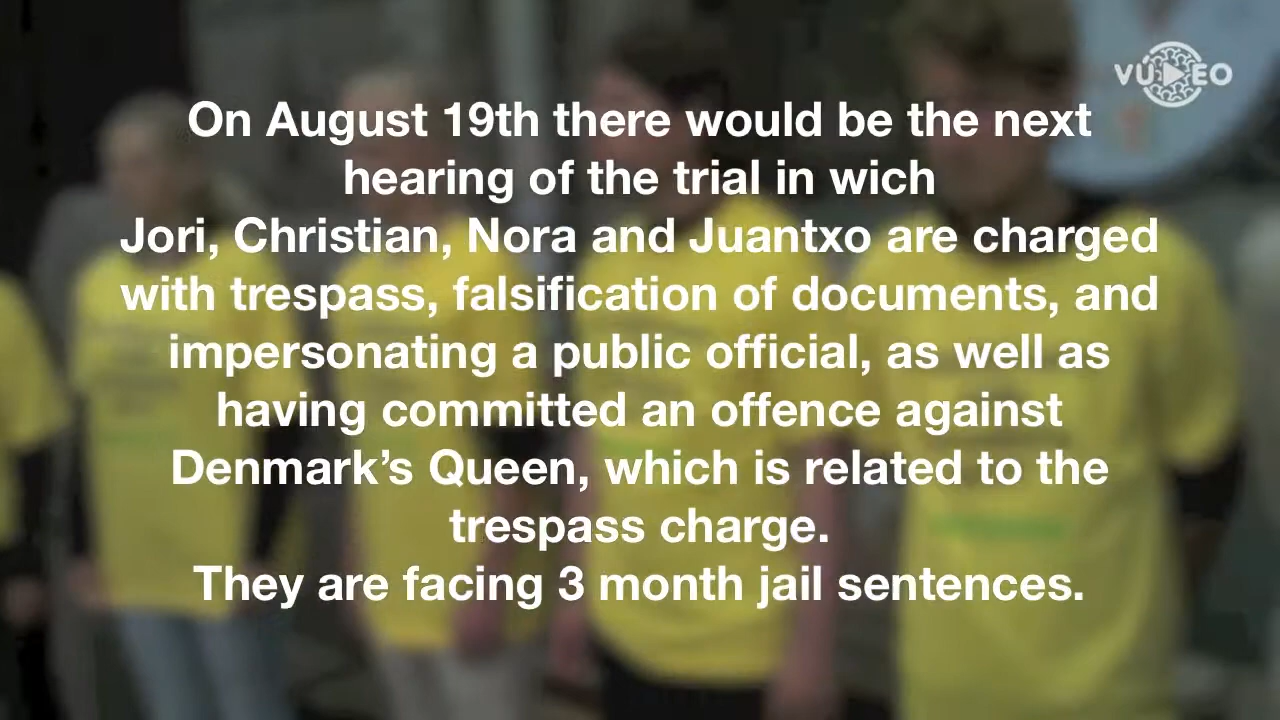 VUDEO
On August 19th there would be the next
hearing of the trial in wich
Jori, Christian, Nora and Juantxo are charged
with trespass, falsification of documents, and
impersonating a public official, as well as
having committed an offence against
Denmark’s Queen, which is related to the
trespass charge.
They are facing 3 month jail sentences.